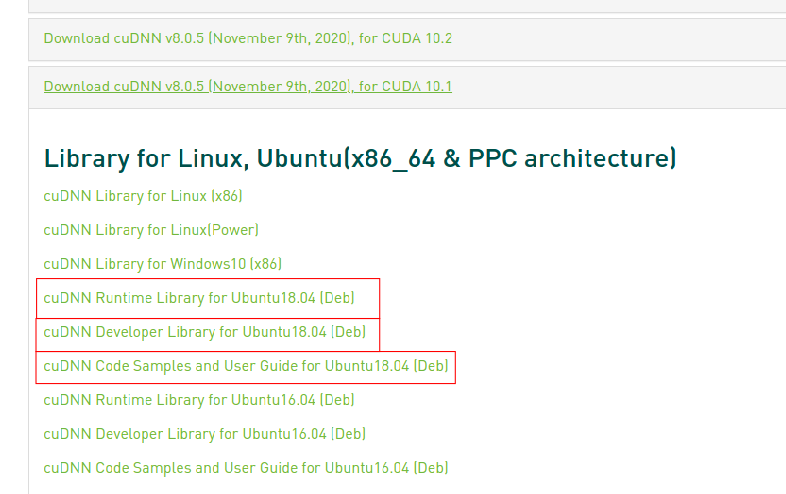 Download cuDNN v8.0.5 (November 9th, 2020), for CUDA 10.2
Download cuDNN v8.0.5 (November 9th, 2020), for CUDA 10.1
Library for Linux, Ubuntu(x86_64 & PPC architecture)
cuDNN Library for Linux (x86)
cuDNN Library for Linux(Power)
cuDNN Library for Windows10 (x86)
cuDNN Runtime Library for Ubuntu18.04 (Deb)
cuDNN Developer Library for Ubuntu18.04 (Deb)
cuDNN Code Samples and User Guide for Ubuntu18.04 (Deb)
cuDNN Runtime Library for Ubuntu16.04 (Deb)
cuDNN Developer Library for Ubuntu16.04 (Deb)
cuDNN Code Samples and User Guide for Ubuntu16.04 (Deb)